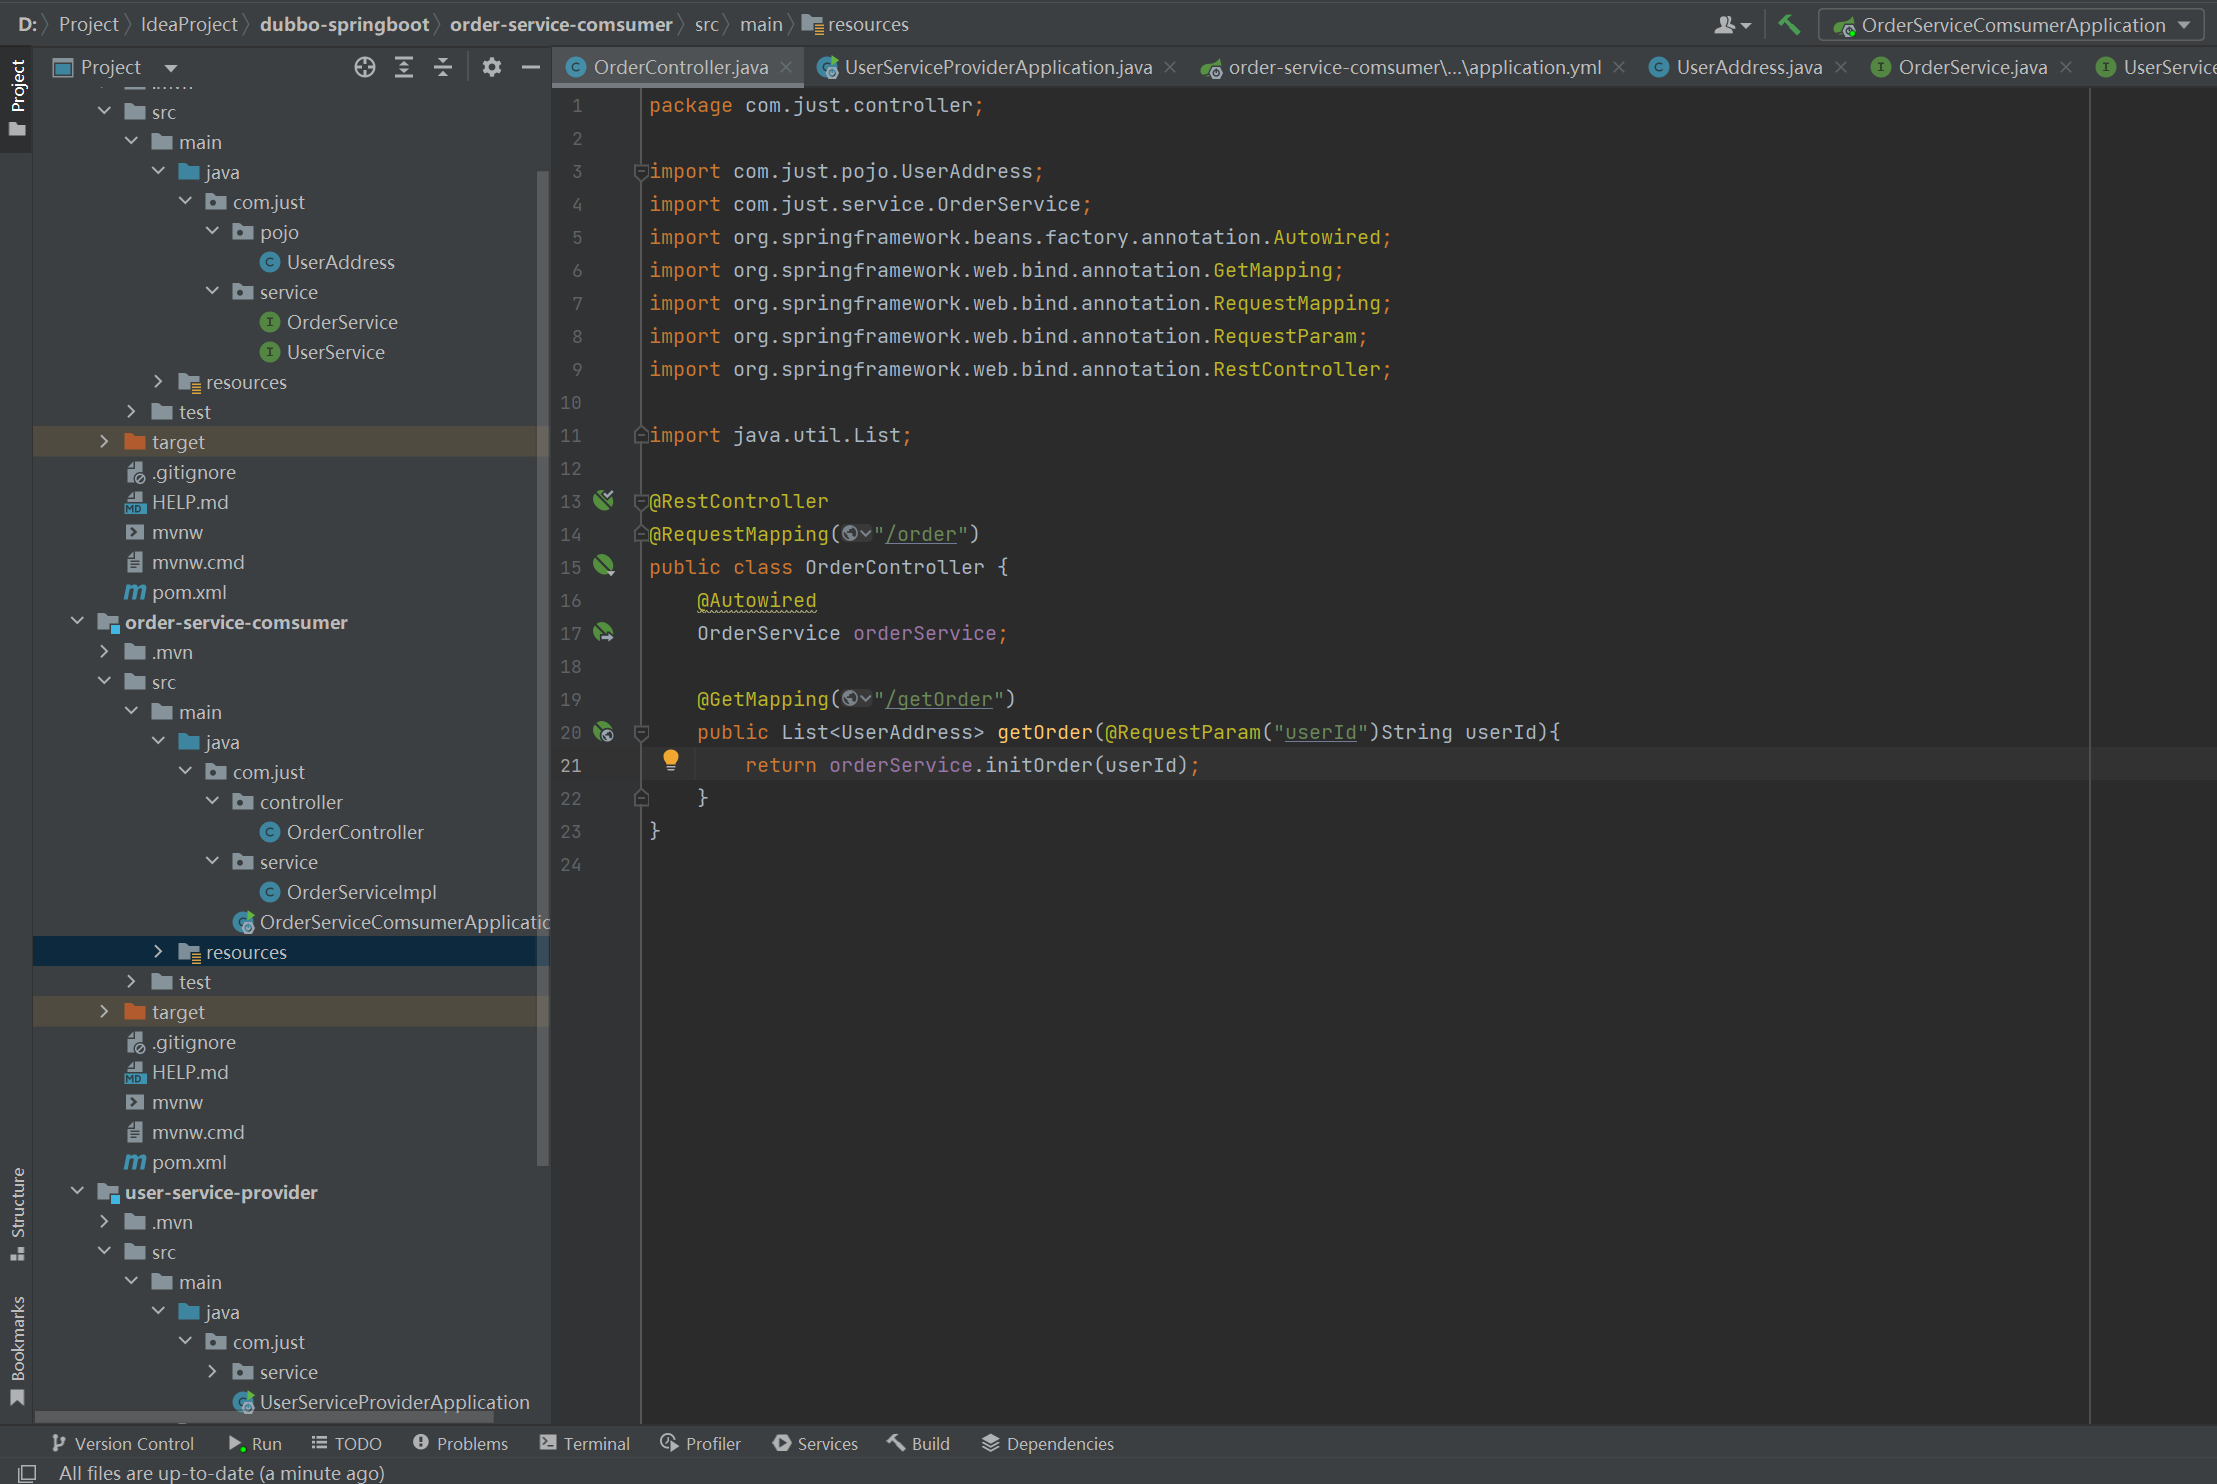 D: Project IdeaProject dubbo-springboot order-service-comsumer src main resources
OrderServiceComsumerApplication
Project
OrderController.java
UserServiceProviderApplication.java
order-service-comsumer\...\application.yml
UserAddress.java
OrderService.java
UserService
Project
src
main
java
com.just
pojo
UserAddress
service
OrderService
UserService
resources
test
target
.gitignore
HELP.md
mvnw
mvnw.cmd
pom.xml
order-service-comsumer
.mvn
src
main
java
com.just
controller
OrderController
service
OrderServiceImpl
OrderServiceComsumerApplicatio
resources
test
target
.gitignore
HELP.md
mvnw
mvnw.cmd
pom.xml
user-service-provider
.mvn
src
main
java
com.just
service
UserServiceProviderApplication
Structure
Bookmarks
1 package com.just.controller;
2
3 import com.just.pojo.UserAddress;
4 import com.just.service.OrderService;
5 import org.springframework.beans.factory.annotation.Autowired;
6 import org.springframework.web.bind.annotation.GetMapping;
7 import org.springframework.web.bind.annotation.RequestMapping;
8 import org.springframework.web.bind.annotation.RequestParam;
9 import org.springframework.web.bind.annotation.RestController;
10
11 import java.util.List;
12
13 @RestController
14 @RequestMapping("/order")
15 public class OrderController {
16 @Autowired
17 OrderService orderService;
18
19 @GetMapping("/getOrder")
20 public List<UserAddress> getOrder(@RequestParam("userId")String userId){
21 return orderService.initOrder(userId);
22 }
23 }
24
Version Control Run TODO Problems Terminal Profiler Services Build Dependencies
All files are up-to-date (a minute ago)